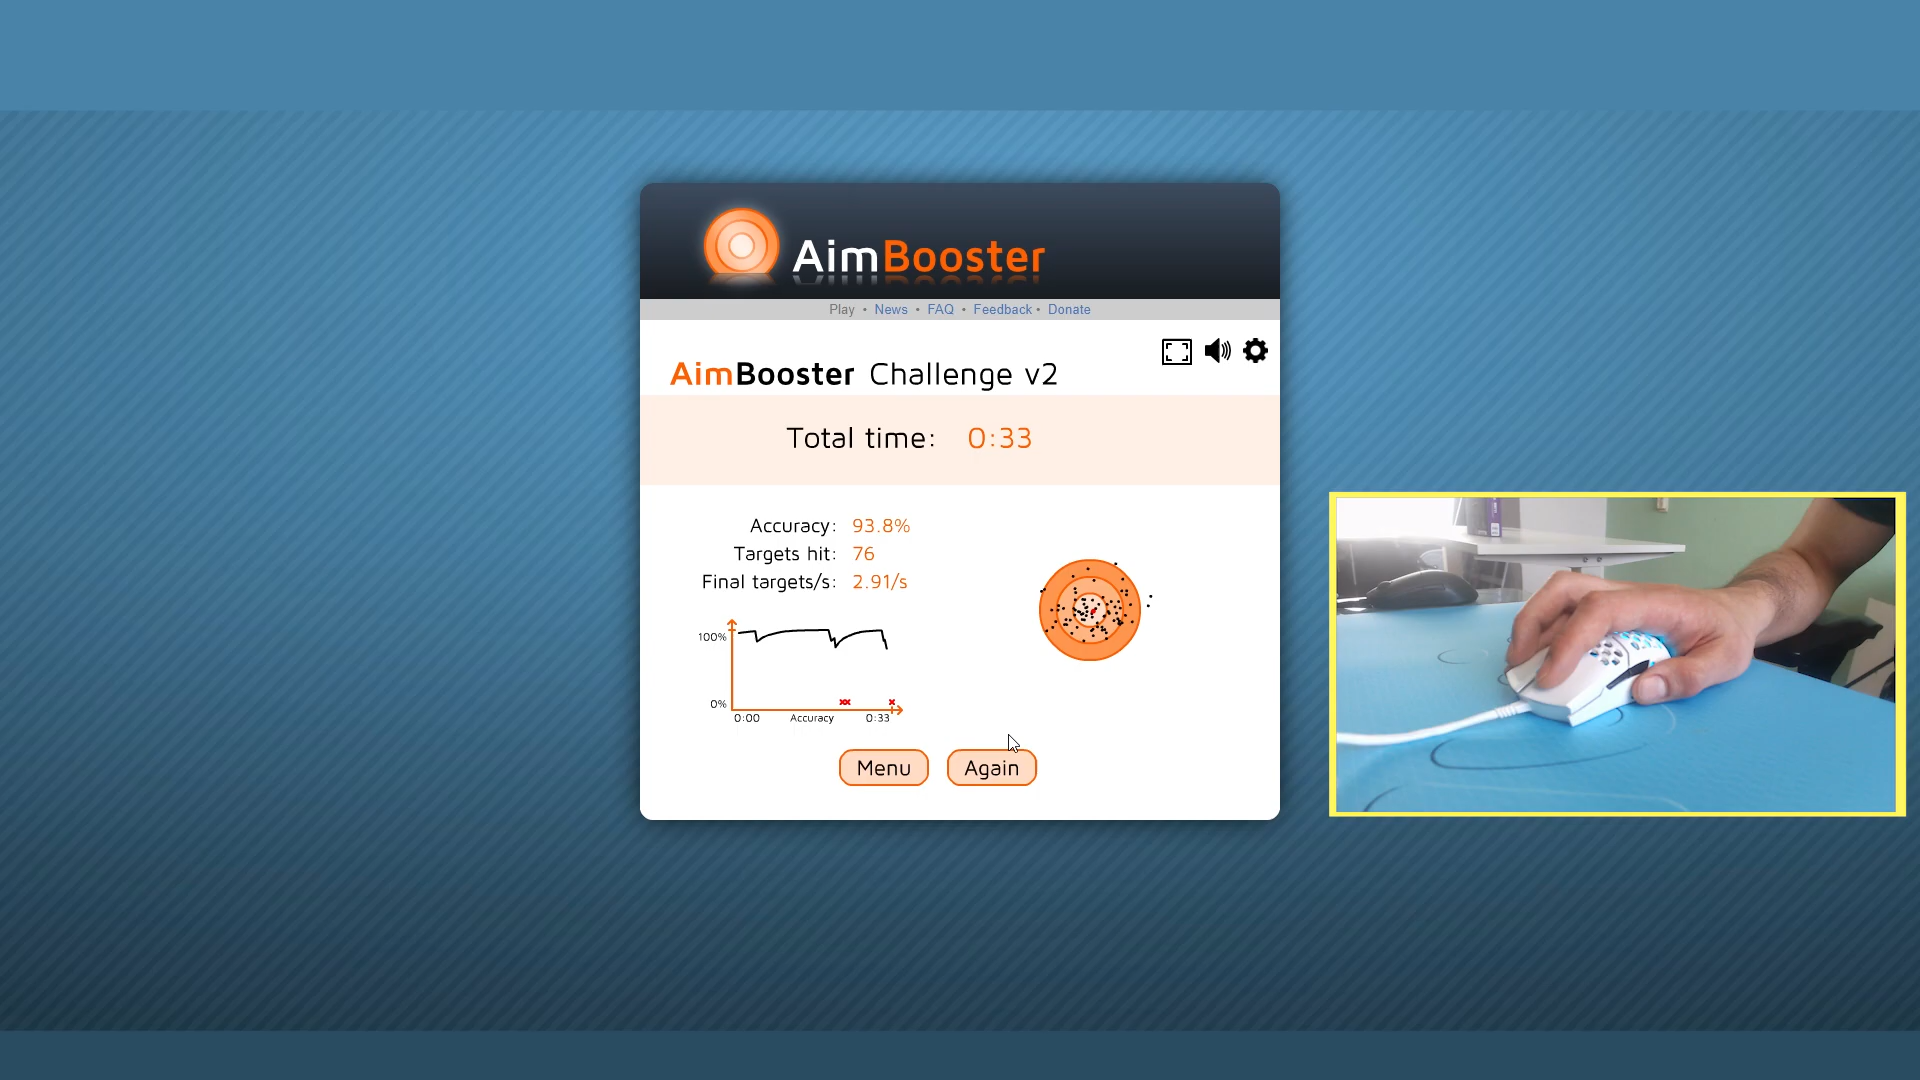 AimBooster
Play • News • FAQ • Feedback • Donate
AimBooster Challenge v2
Total time: 0:33
Accuracy: 93.8%
Targets hit: 76
Final targets/s: 2.91/s
100%
0%
0:00 Accuracy 0:33
Menu Again